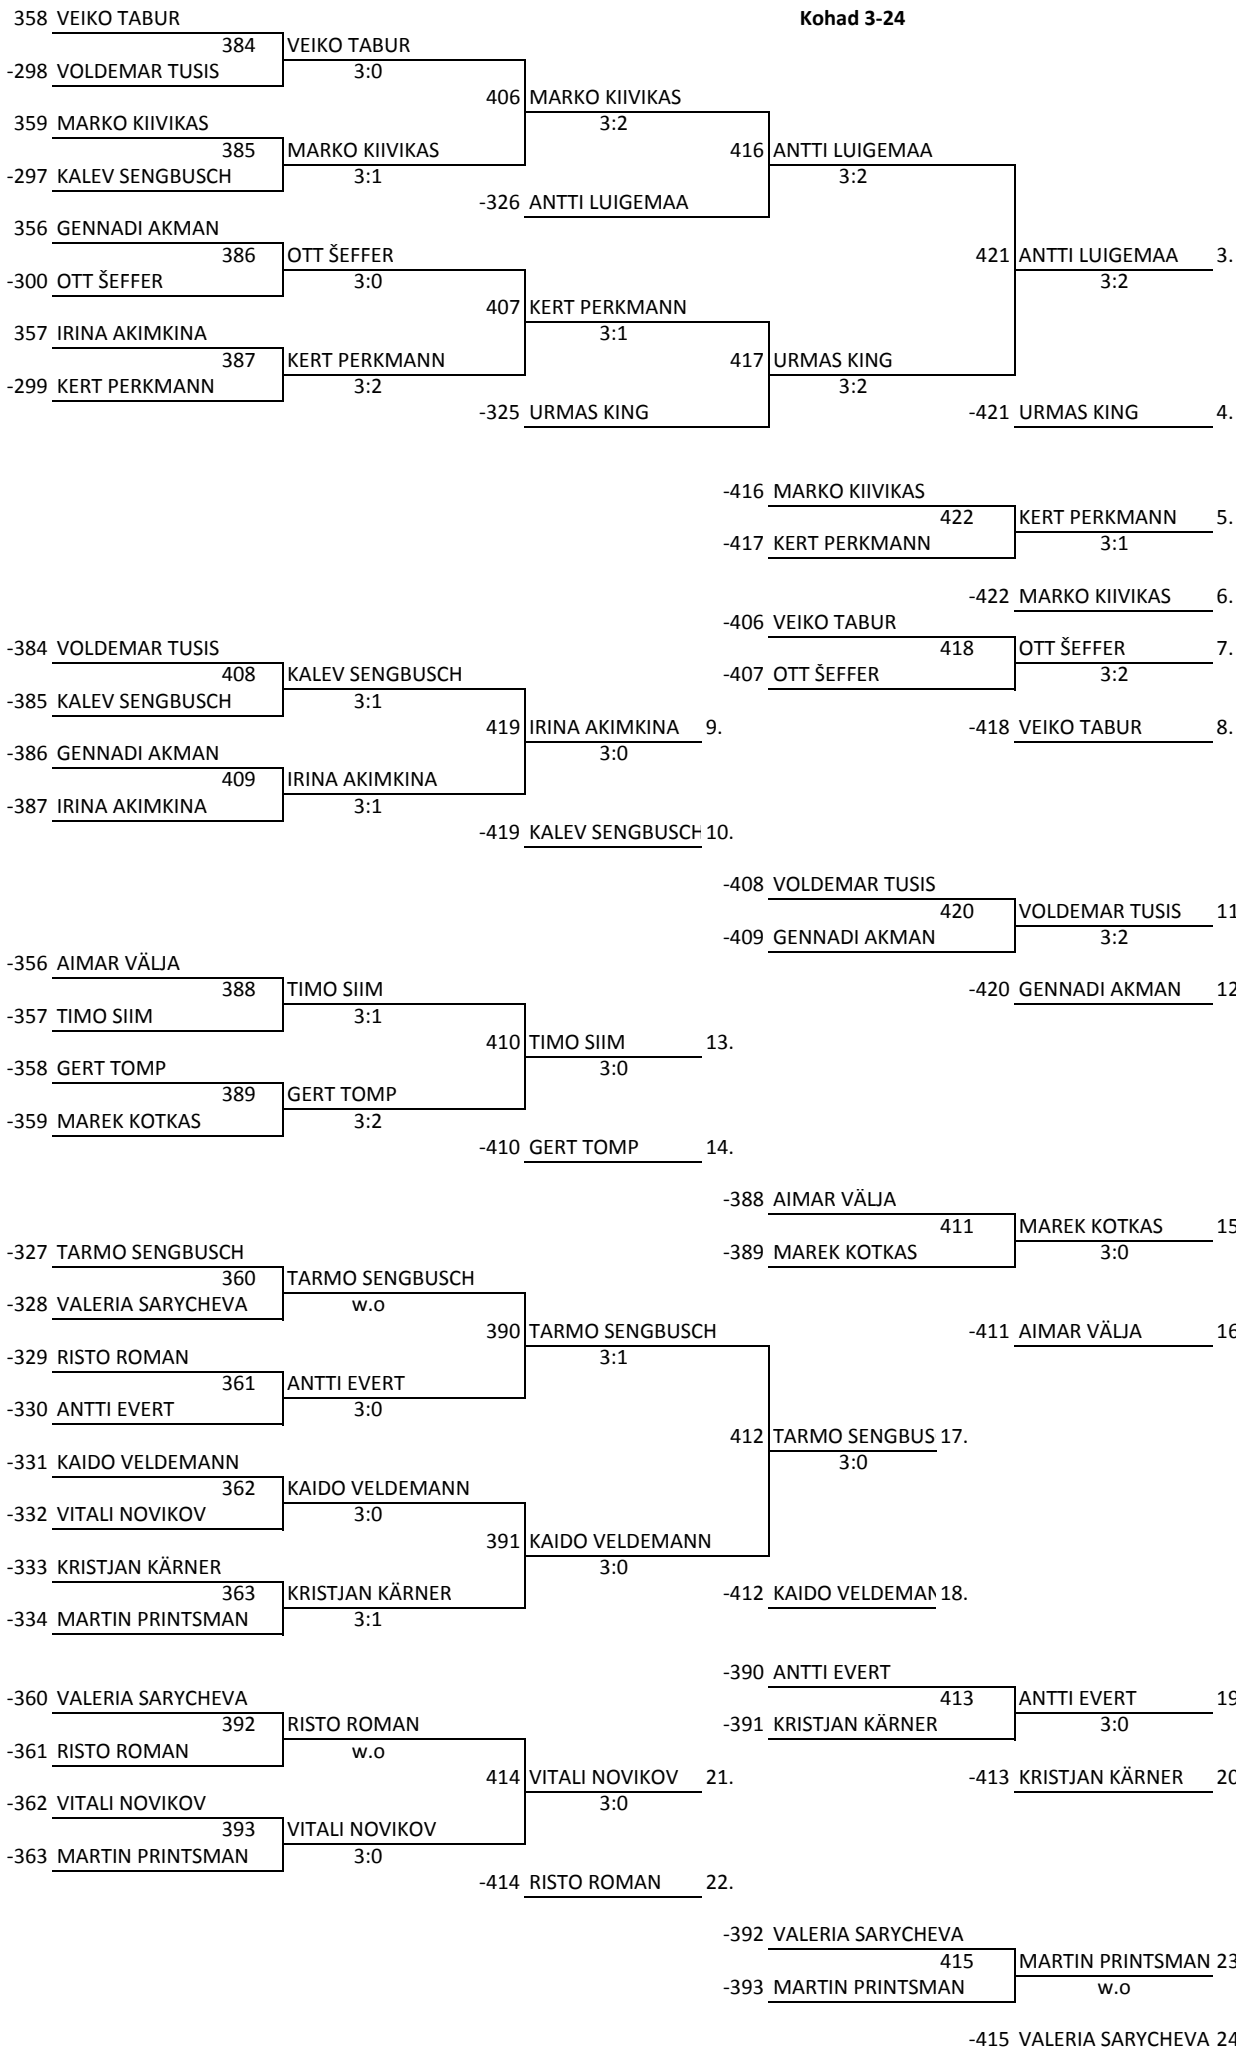 358 VEIKO TABUR Kohad 3-24
384 VEIKO TABUR
-298 VOLDEMAR TUSIS 3:0
406 MARKO KIIVIKAS
359 MARKO KIIVIKAS 3:2
385 MARKO KIIVIKAS 416 ANTTI LUIGEMAA
-297 KALEV SENGBUSCH 3:1 3:2
-326 ANTTI LUIGEMAA
356 GENNADI AKMAN
386 OTT ŠEFFER 421 ANTTI LUIGEMAA 3.
-300 OTT ŠEFFER 3:0 3:2
407 KERT PERKMANN
357 IRINA AKIMKINA 3:1
387 KERT PERKMANN 417 URMAS KING
-299 KERT PERKMANN 3:2 3:2
-325 URMAS KING -421 URMAS KING 4.
-416 MARKO KIIVIKAS
422 KERT PERKMANN 5.
-417 KERT PERKMANN 3:1
-422 MARKO KIIVIKAS 6.
-406 VEIKO TABUR
-384 VOLDEMAR TUSIS 418 OTT ŠEFFER 7.
408 KALEV SENGBUSCH -407 OTT ŠEFFER 3:2
-385 KALEV SENGBUSCH 3:1
419 IRINA AKIMKINA 9. -418 VEIKO TABUR 8.
-386 GENNADI AKMAN 3:0
409 IRINA AKIMKINA
-387 IRINA AKIMKINA 3:1
-419 KALEV SENGBUSCH 10.
-408 VOLDEMAR TUSIS
420 VOLDEMAR TUSIS 11
-409 GENNADI AKMAN 3:2
-356 AIMAR VÄLJA
388 TIMO SIIM -420 GENNADI AKMAN 12
-357 TIMO SIIM 3:1
410 TIMO SIIM 13.
-358 GERT TOMP 3:0
389 GERT TOMP
-359 MAREK KOTKAS 3:2
-410 GERT TOMP 14.
-388 AIMAR VÄLJA
411 MAREK KOTKAS 15
-327 TARMO SENGBUSCH -389 MAREK KOTKAS 3:0
360 TARMO SENGBUSCH
-328 VALERIA SARYCHEVA w.o
390 TARMO SENGBUSCH -411 AIMAR VÄLJA 16
-329 RISTO ROMAN 3:1
361 ANTTI EVERT
-330 ANTTI EVERT 3:0
412 TARMO SENGBUS 17.
-331 KAIDO VELDEMANN 3:0
362 KAIDO VELDEMANN
-332 VITALI NOVIKOV 3:0
391 KAIDO VELDEMANN
-333 KRISTJAN KÄRNER 3:0
363 KRISTJAN KÄRNER -412 KAIDO VELDEMAN 18.
-334 MARTIN PRINTSMAN 3:1
-390 ANTTI EVERT
-360 VALERIA SARYCHEVA 413 ANTTI EVERT 19
392 RISTO ROMAN -391 KRISTJAN KÄRNER 3:0
-361 RISTO ROMAN w.o
414 VITALI NOVIKOV 21. -413 KRISTJAN KÄRNER 20
-362 VITALI NOVIKOV 3:0
393 VITALI NOVIKOV
-363 MARTIN PRINTSMAN 3:0
-414 RISTO ROMAN 22.
-392 VALERIA SARYCHEVA
415 MARTIN PRINTSMAN 23
-393 MARTIN PRINTSMAN w.o
-415 VALERIA SARYCHEVA 24